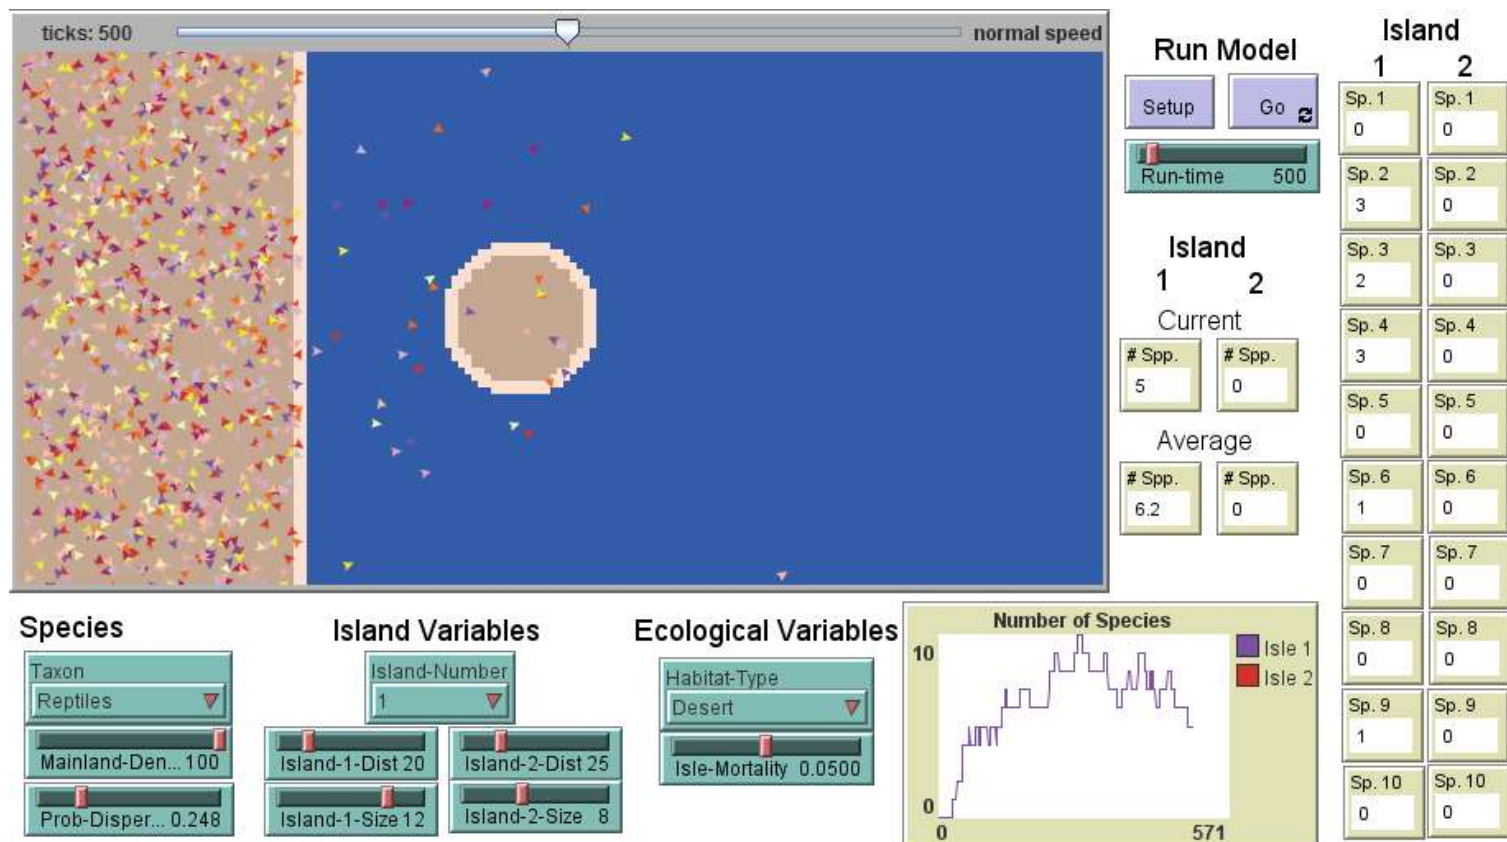 ticks: 500
normal speed
Run Model
Setup
Go
Run-time 500
Island
1 2
Current
# Spp.
5
# Spp.
0
Average
# Spp.
6.2
# Spp.
0
Island
1 2
Sp. 1
0
Sp. 1
0
Sp. 2
3
Sp. 2
0
Sp. 3
2
Sp. 3
0
Sp. 4
3
Sp. 4
0
Sp. 5
0
Sp. 5
0
Sp. 6
1
Sp. 6
0
Sp. 7
0
Sp. 7
0
Sp. 8
0
Sp. 8
0
Sp. 9
1
Sp. 9
0
Sp. 10
0
Sp. 10
0
Species
Taxon
Reptiles
Mainland-Den... 100
Prob-Disper... 0.248
Island Variables
Island-Number
1
Island-1-Dist 20
Island-2-Dist 25
Island-1-Size 12
Island-2-Size 8
Ecological Variables
Habitat-Type
Desert
Isle-Mortality 0.0500
Number of Species
10
0
0
571
Isle 1
Isle 2